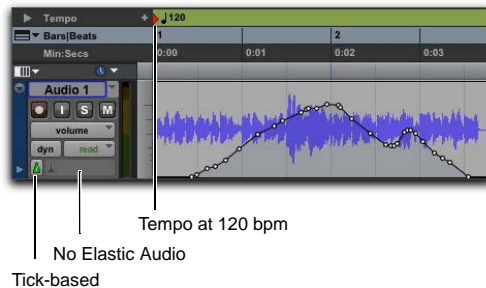 Tempo + ♩120
Bars|Beats 1 2
Min:Secs 0:00 0:01 0:02 0:03
Audio 1
I S M
volume
dyn read
Tempo at 120 bpm
No Elastic Audio
Tick-based